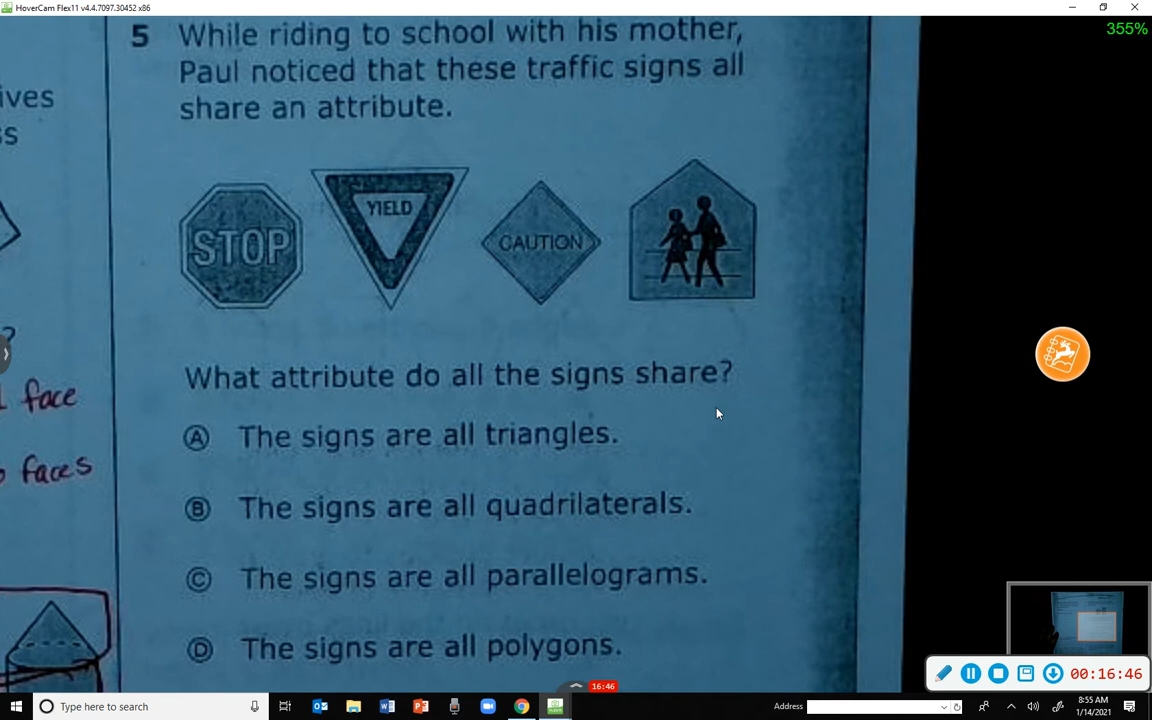 HoverCam Flex11 v4.4.7097.30452 x86
355%
5 While riding to school with his mother,
Paul noticed that these traffic signs all
share an attribute.
ives
STOP
YIELD
CAUTION
?
What attribute do all the signs share?
face
faces
A The signs are all triangles.
B The signs are all quadrilaterals.
C The signs are all parallelograms.
D The signs are all polygons.
00:16:46
16:46
Type here to search
Address
8:55 AM
1/14/2021